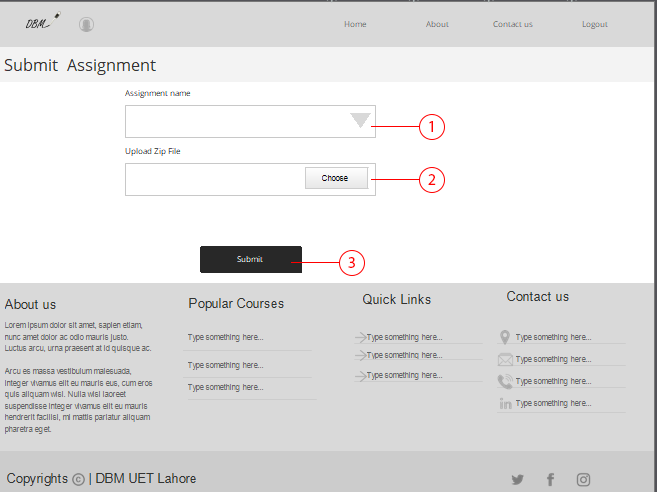 DBM
Home About Contact us Logout
Submit Assignment
Assignment name
1
Upload Zip File
Choose
2
Submit
3
About us
Lorem ipsum dolor sit amet, sapien etiam,
nunc amet dolor ac odio mauris justo.
Luctus arcu, urna praesent at id quisque ac.
Arcu es massa vestibulum malesuada,
integer vivamus elit eu mauris eus, cum eros
quis aliquam wisi. Nulla wisi laoreet
suspendisse integer vivamus elit eu mauris
hendrerit facilisi, mi mattis pariatur aliquam
pharetra eget.
Popular Courses
Type something here...
Type something here...
Type something here...
Quick Links
Type something here...
Type something here...
Type something here...
Contact us
Type something here...
Type something here...
Type something here...
in Type something here...
Copyrights © | DBM UET Lahore